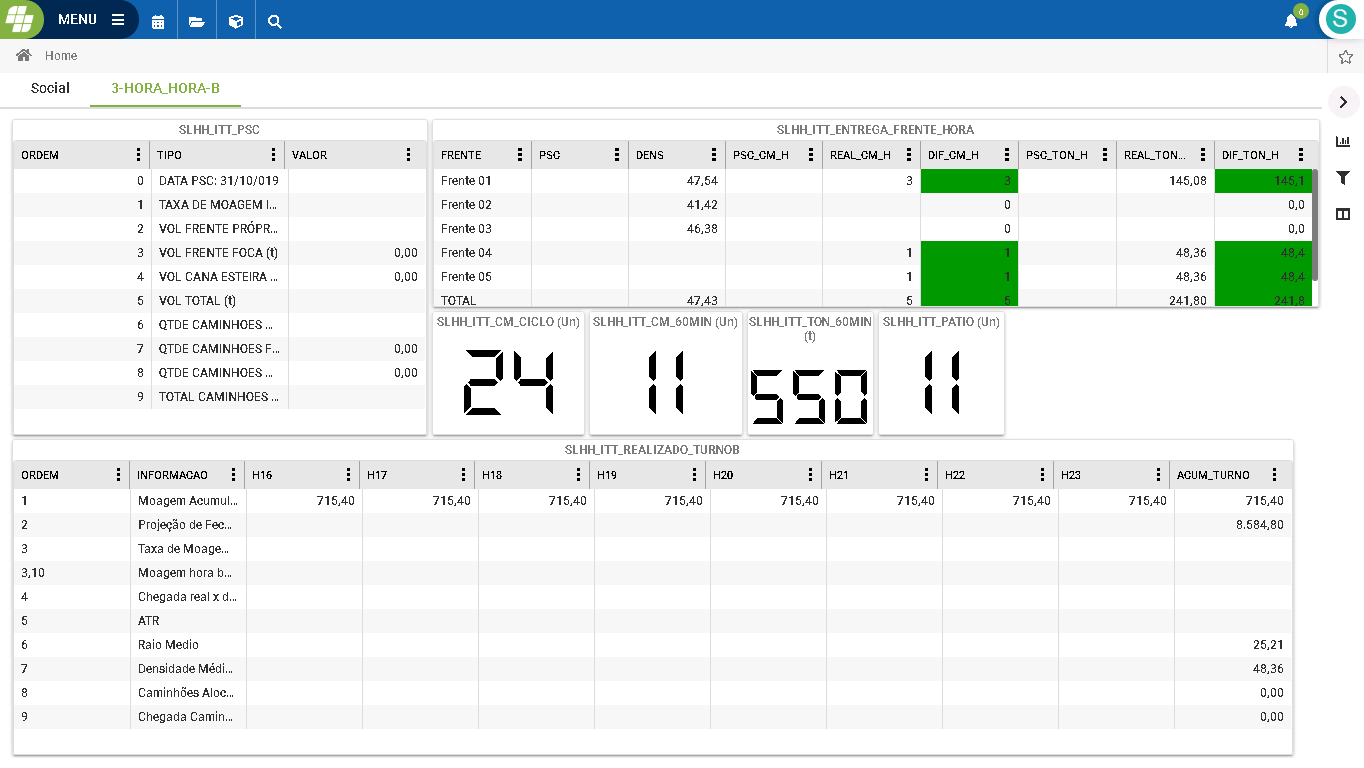 MENU
0
S
Home
Social 3-HORA_HORA-B
SLHH_ITT_PSC
ORDEM TIPO VALOR
0 DATA PSC: 31/10/019
1 TAXA DE MOAGEM I...
2 VOL FRENTE PRÓPR...
3 VOL FRENTE FOCA (t) 0,00
4 VOL CANA ESTEIRA ... 0,00
5 VOL TOTAL (t)
6 QTDE CAMINHOES ...
7 QTDE CAMINHOES F... 0,00
8 QTDE CAMINHOES ... 0,00
9 TOTAL CAMINHOES ...
SLHH_ITT_ENTREGA_FRENTE_HORA
FRENTE PSC DENS PSC_CM_H REAL_CM_H DIF_CM_H PSC_TON_H REAL_TON... DIF_TON_H
Frente 01 47,54 3 3 145,08 145,1
Frente 02 41,42 0 0,0
Frente 03 46,38 0 0,0
Frente 04 1 1 48,36 48,4
Frente 05 1 1 48,36 48,4
TOTAL 47,43 5 5 241,80 241,8
SLHH_ITT_CM_CICLO (Un)
24
SLHH_ITT_CM_60MIN (Un)
11
SLHH_ITT_TON_60MIN
(t)
550
SLHH_ITT_PATIO (Un)
11
SLHH_ITT_REALIZADO_TURNOB
ORDEM INFORMACAO H16 H17 H18 H19 H20 H21 H22 H23 ACUM_TURNO
1 Moagem Acumul... 715,40 715,40 715,40 715,40 715,40 715,40 715,40 715,40 715,40
2 Projeção de Fec... 8.584,80
3 Taxa de Moage...
3,10 Moagem hora b...
4 Chegada real x d...
5 ATR
6 Raio Medio 25,21
7 Densidade Médi... 48,36
8 Caminhões Aloc... 0,00
9 Chegada Camin... 0,00